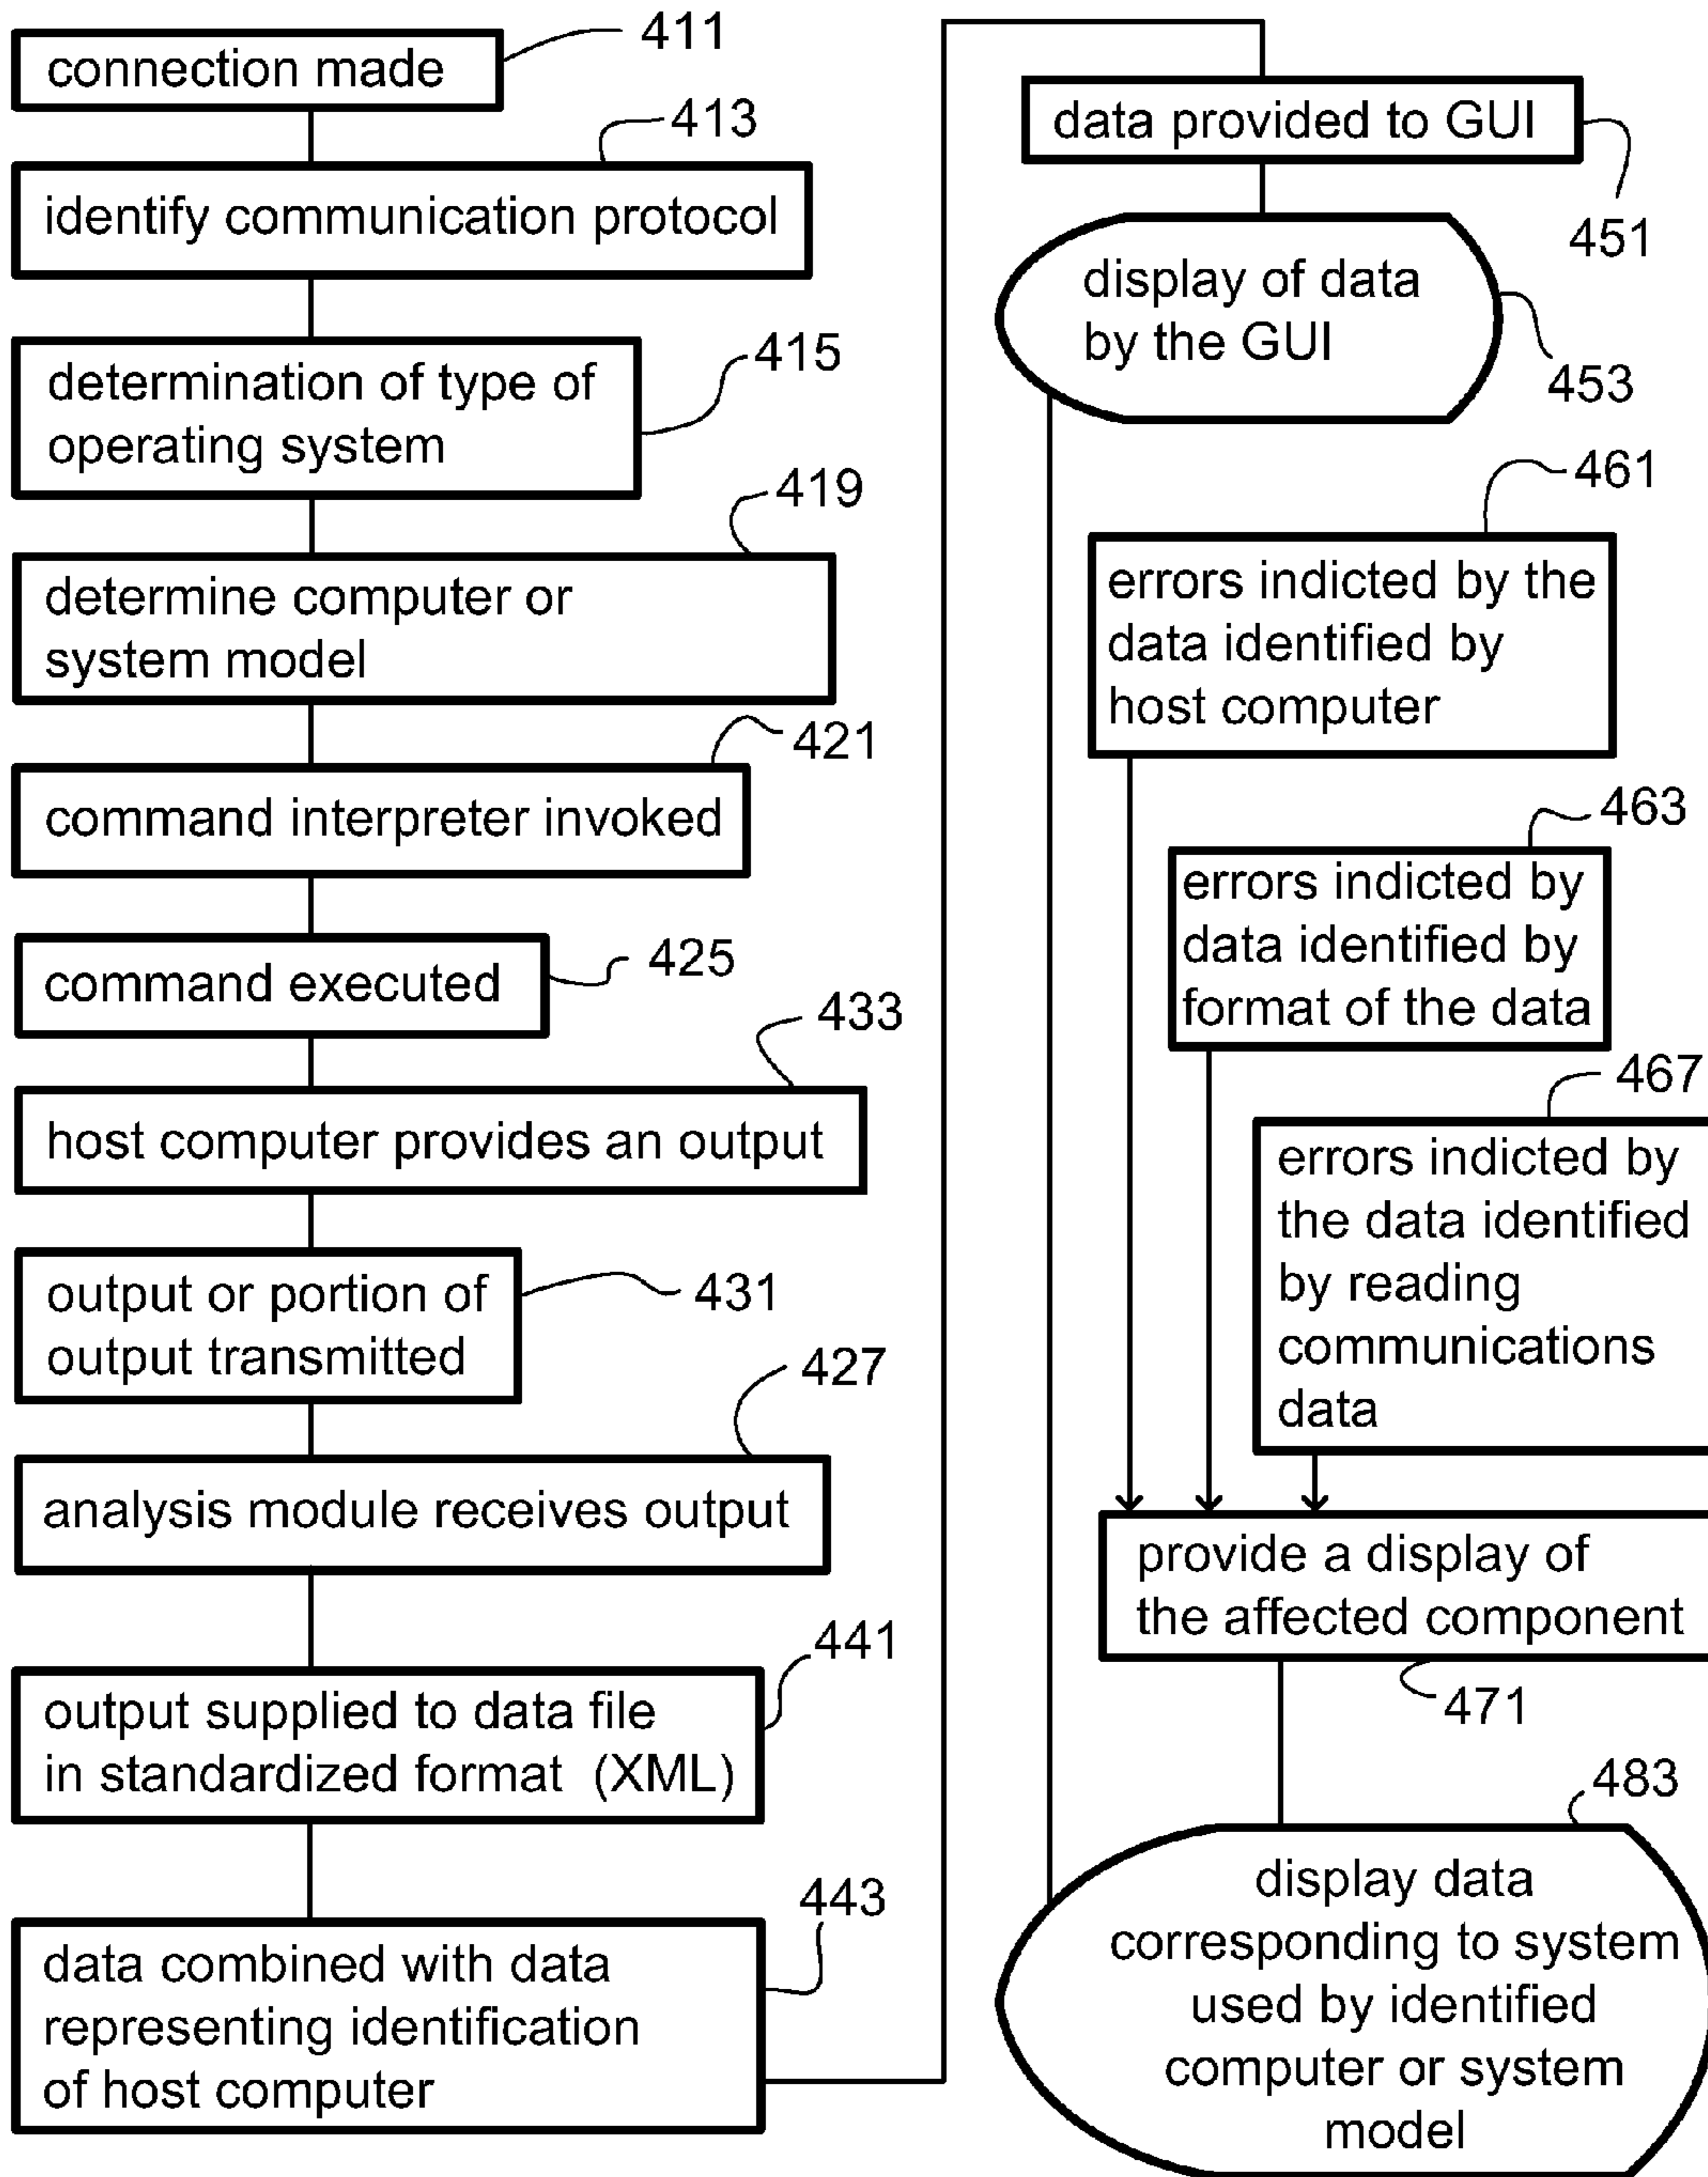 connection made
411
413
identify communication protocol
415
determination of type of
operating system
419
determine computer or
system model
421
command interpreter invoked
command executed
425
433
host computer provides an output
output or portion of
output transmitted
431
427
analysis module receives output
441
output supplied to data file
in standardized format (XML)
443
data combined with data
representing identification
of host computer
data provided to GUI
451
display of data
by the GUI
453
461
errors indicted by the
data identified by
host computer
463
errors indicted by
data identified by
format of the data
467
errors indicted by
the data identified
by reading
communications
data
provide a display of
the affected component
471
483
display data
corresponding to system
used by identified
computer or system
model